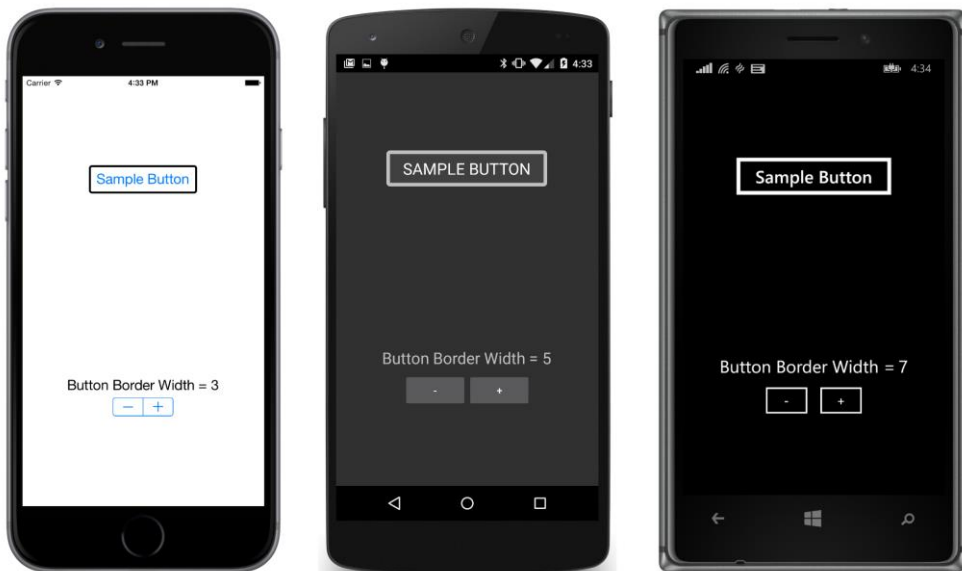 Carrier 4:33 PM
Sample Button
Button Border Width = 3
− +
4:33
SAMPLE BUTTON
Button Border Width = 5
- +
4:34
Sample Button
Button Border Width = 7
- +